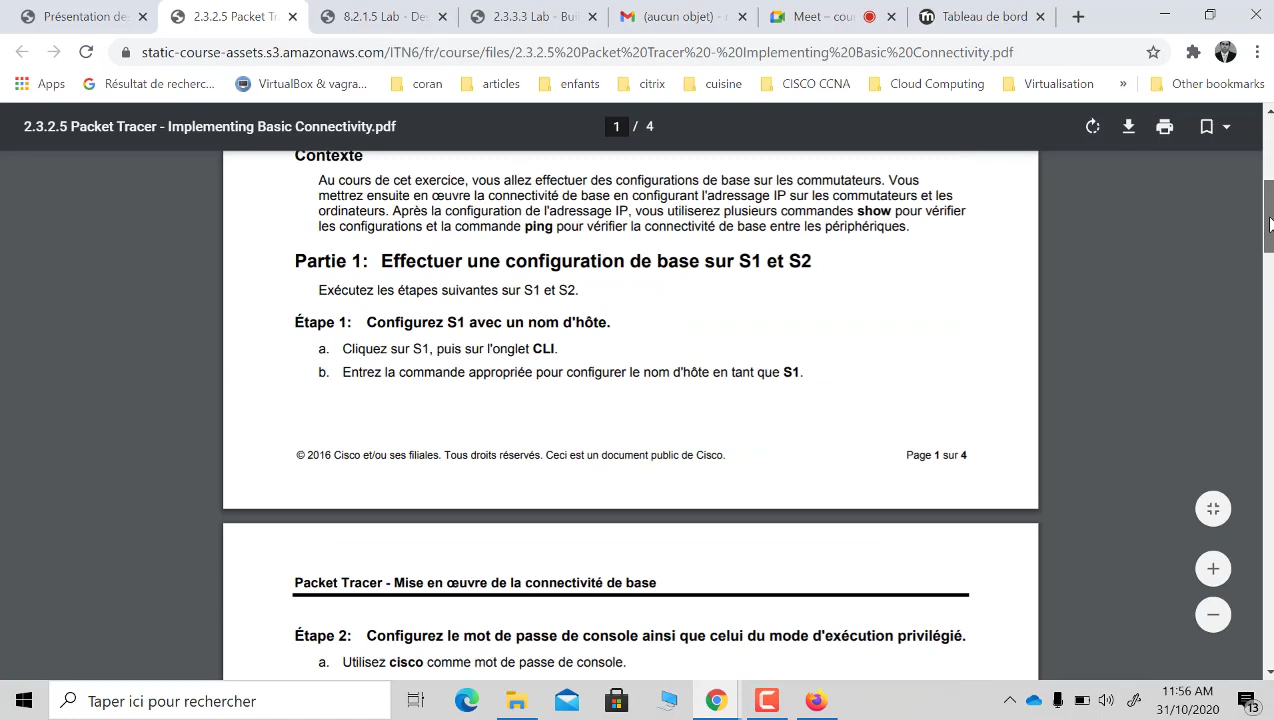 Présentation de
2.3.2.5 Packet Tr
8.2.1.5 Lab - De
2.3.3.3 Lab - Bui
(aucun objet) -
Meet – cou
Tableau de bord
static-course-assets.s3.amazonaws.com/ITN6/fr/course/files/2.3.2.5%20Packet%20Tracer%20-%20Implementing%20Basic%20Connectivity.pdf
Apps
Résultat de recherc...
VirtualBox & vagra...
coran
articles
enfants
citrix
cuisine
CISCO CCNA
Cloud Computing
Virtualisation
»
Other bookmarks
2.3.2.5 Packet Tracer - Implementing Basic Connectivity.pdf
1 / 4
Contexte
Au cours de cet exercice, vous allez effectuer des configurations de base sur les commutateurs. Vous
mettrez ensuite en œuvre la connectivité de base en configurant l'adressage IP sur les commutateurs et les
ordinateurs. Après la configuration de l'adressage IP, vous utiliserez plusieurs commandes show pour vérifier
les configurations et la commande ping pour vérifier la connectivité de base entre les périphériques.
Partie 1: Effectuer une configuration de base sur S1 et S2
Exécutez les étapes suivantes sur S1 et S2.
Étape 1: Configurez S1 avec un nom d'hôte.
a. Cliquez sur S1, puis sur l'onglet CLI.
b. Entrez la commande appropriée pour configurer le nom d'hôte en tant que S1.
© 2016 Cisco et/ou ses filiales. Tous droits réservés. Ceci est un document public de Cisco.
Page 1 sur 4
Packet Tracer - Mise en œuvre de la connectivité de base
Étape 2: Configurez le mot de passe de console ainsi que celui du mode d'exécution privilégié.
a. Utilisez cisco comme mot de passe de console.
Taper ici pour rechercher
11:56 AM
31/10/2020
13